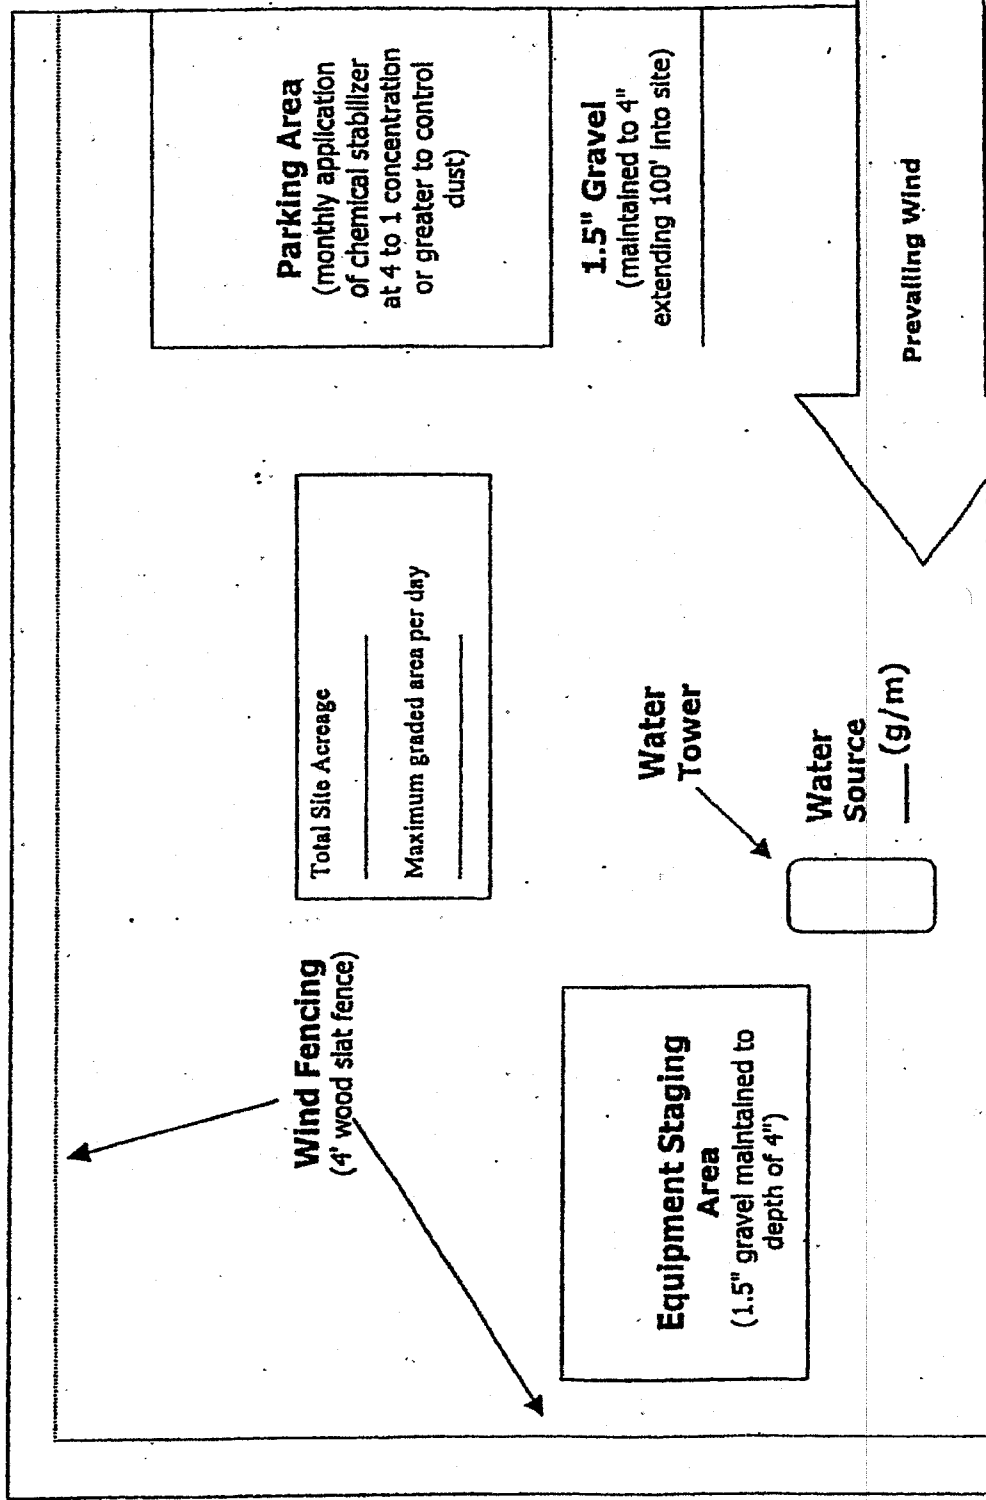 Wind Fencing
(4' wood slat fence)
Total Site Acreage
Maximum graded area per day
Parking Area
(monthly application
of chemical stabilizer
at 4 to 1 concentration
or greater to control
dust)
1.5" Gravel
(maintained to 4"
extending 100' into site)
Equipment Staging
Area
(1.5" gravel maintained to
depth of 4")
Water
Tower
Water
Source
____ (g/m)
Prevailing Wind